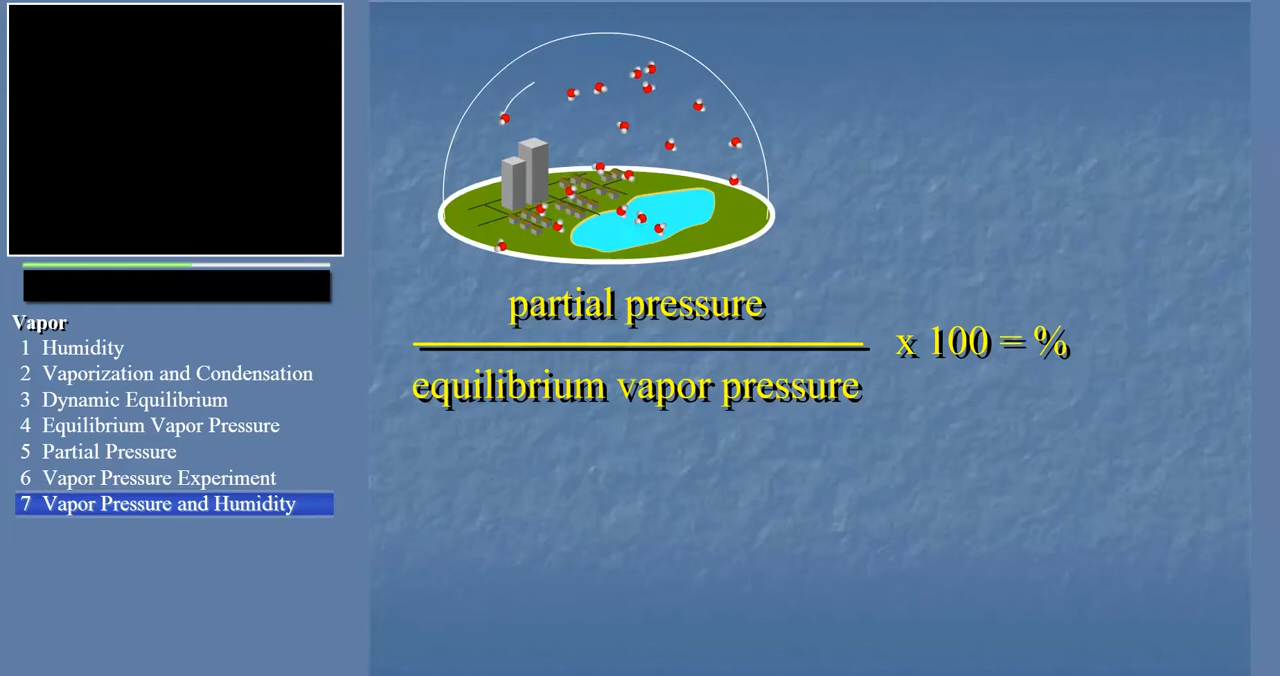 Vapor
1 Humidity
2 Vaporization and Condensation
3 Dynamic Equilibrium
4 Equilibrium Vapor Pressure
5 Partial Pressure
6 Vapor Pressure Experiment
7 Vapor Pressure and Humidity
partial pressure
x 100 = %
equilibrium vapor pressure